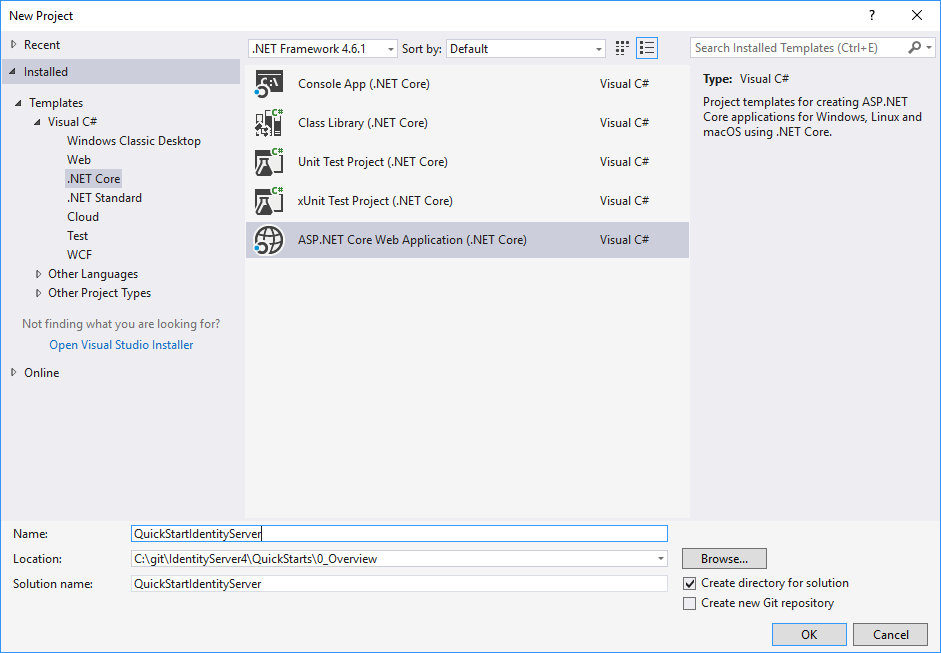 New Project
?
Recent
Installed
Templates
Visual C#
Windows Classic Desktop
Web
.NET Core
.NET Standard
Cloud
Test
WCF
Other Languages
Other Project Types
Not finding what you are looking for?
Open Visual Studio Installer
Online
.NET Framework 4.6.1 Sort by: Default
Console App (.NET Core) Visual C#
Class Library (.NET Core) Visual C#
Unit Test Project (.NET Core) Visual C#
xUnit Test Project (.NET Core) Visual C#
ASP.NET Core Web Application (.NET Core) Visual C#
Search Installed Templates (Ctrl+E)
Type: Visual C#
Project templates for creating ASP.NET
Core applications for Windows, Linux and
macOS using .NET Core.
Name: QuickStartIdentityServer
Location: C:\git\IdentityServer4\QuickStarts\0_Overview Browse...
Solution name: QuickStartIdentityServer
Create directory for solution
Create new Git repository
OK Cancel